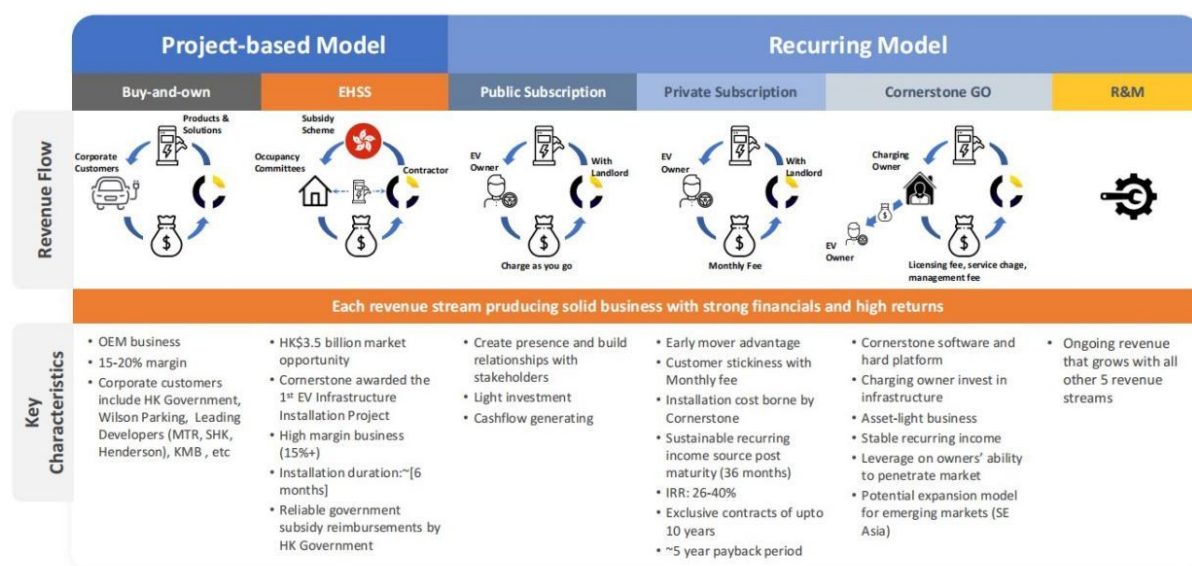 Project-based Model
Recurring Model
Buy-and-own
EHSS
Public Subscription
Private Subscription
Cornerstone GO
R&M
Revenue Flow
Products &
Solutions
Corporate
Customers
$
Subsidy
Scheme
Occupancy
Committees
Contractor
$
EV
Owner
With
Landlord
$
Charge as you go
EV
Owner
With
Landlord
$
Monthly Fee
Charging
Owner
$
EV
Owner
$
Licensing fee, service chage,
management fee
Each revenue stream pruducing solid business with strong financials and high returns
Key
Characteristics
• OEM business
• 15-20% margin
• Corporate customers
include HK Government,
Wilson Parking, Leading
Developers (MTR, SHK,
Henderson), KMB , etc
• HK$3.5 billion market
opportunity
• Cornerstone awarded the
1st EV Infrastructure
Installation Project
• High margin business
(15%+)
• Installation duration:~[6
months]
• Reliable government
subsidy reimbursements by
HK Government
• Create presence and build
relationships with
stakeholders
• Light investment
• Cashflow generating
• Early mover advantage
• Customer stickiness with
Monthly fee
• Installation cost borne by
Cornerstone
• Sustainable recurring
income source post
maturity (36 months)
• IRR: 26-40%
• Exclusive contracts of upto
10 years
• ~5 year payback period
• Cornerstone software and
hard platform
• Charging owner invest in
infrastructure
• Asset-light business
• Stable recurring income
• Leverage on owners' ability
to penetrate market
• Potential expansion model
for emerging markets (SE
Asia)
• Ongoing revenue
that grows with all
other 5 revenue
streams